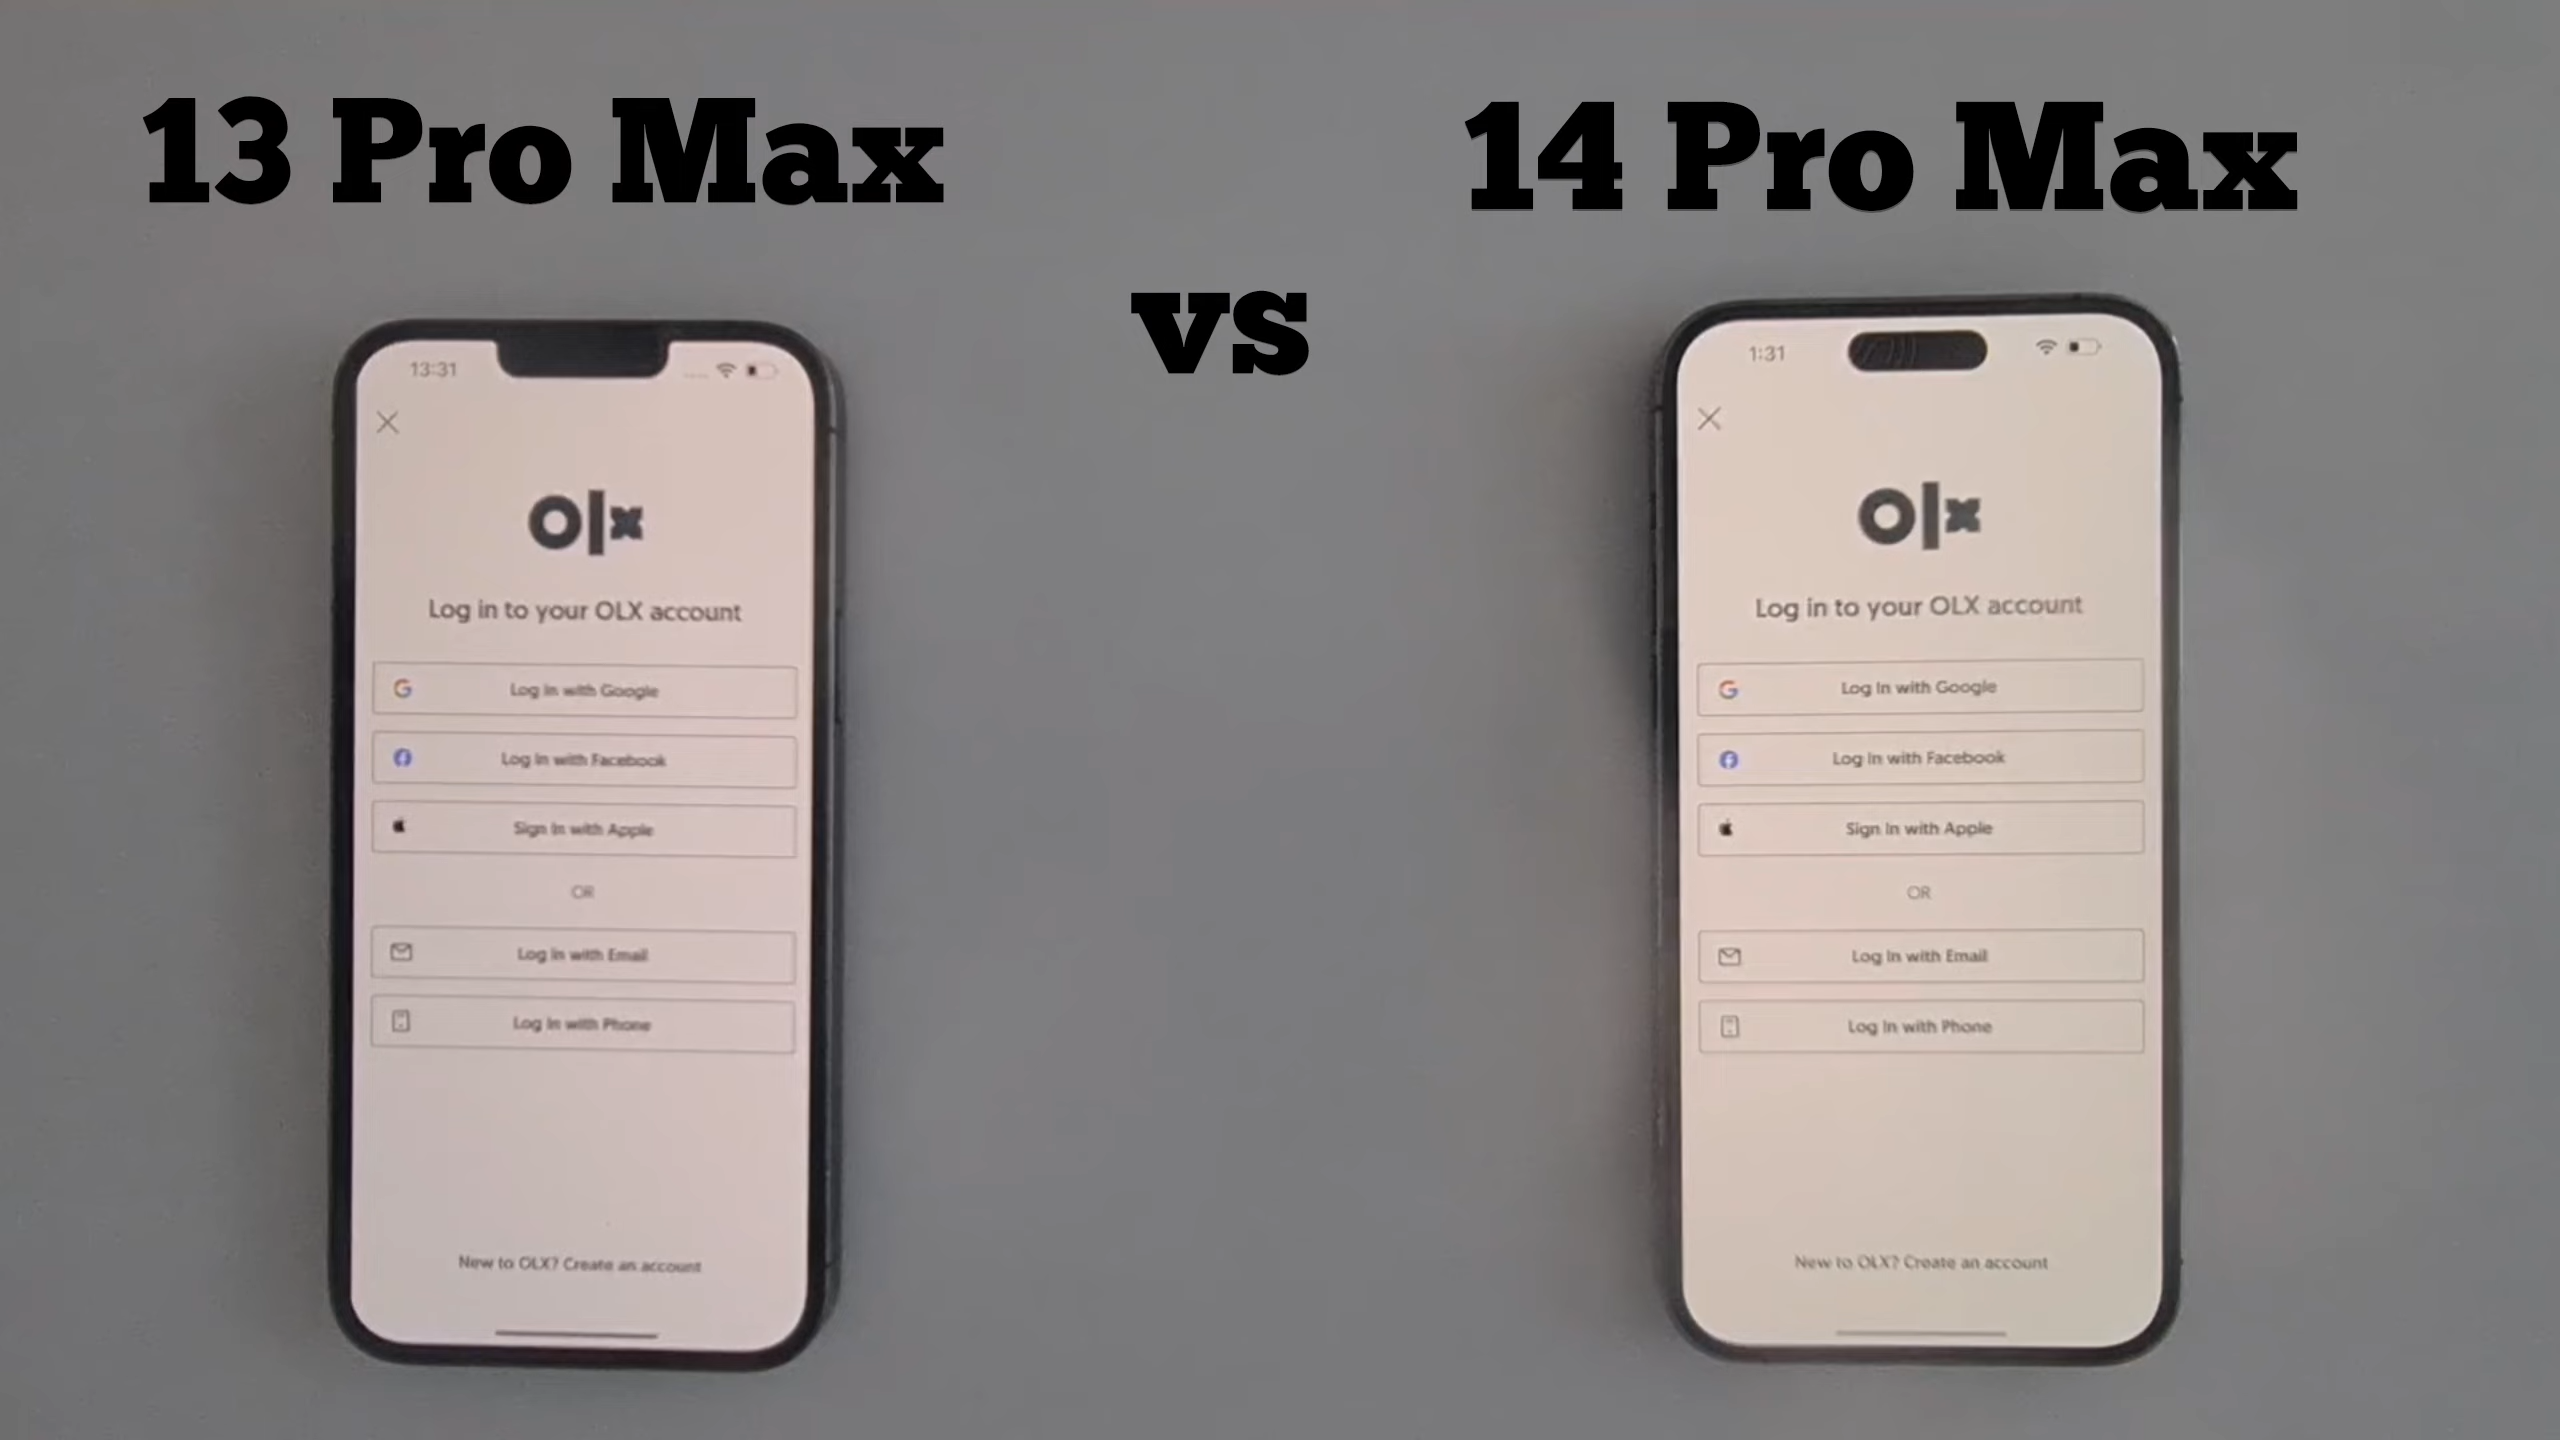 13 Pro Max
14 Pro Max
vs
13:31
olx
Log in to your OLX account
Log In with Google
Log In with Facebook
Sign In with Apple
OR
Log In with Email
Log In with Phone
New to OLX? Create an account
1:31
olx
Log in to your OLX account
Log In with Google
Log In with Facebook
Sign In with Apple
OR
Log In with Email
Log In with Phone
New to OLX? Create an account